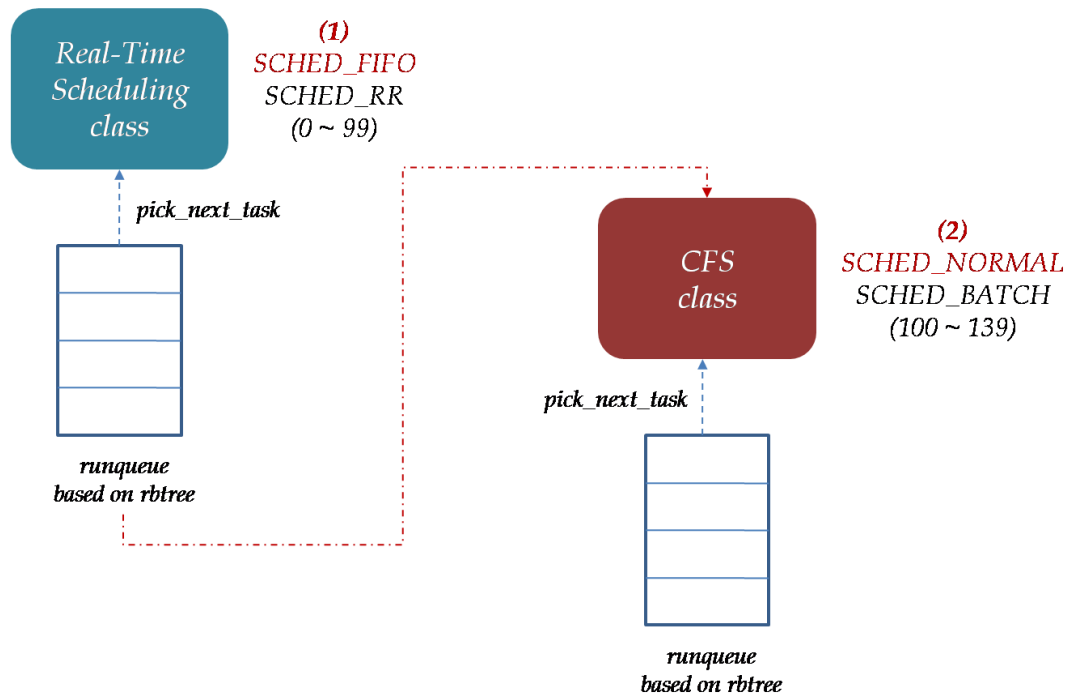 Real-Time
Scheduling
class
(1)
SCHED_FIFO
SCHED_RR
(0 ~ 99)
pick_next_task
runqueue
based on rbtree
CFS
class
(2)
SCHED_NORMAL
SCHED_BATCH
(100 ~ 139)
pick_next_task
runqueue
based on rbtree